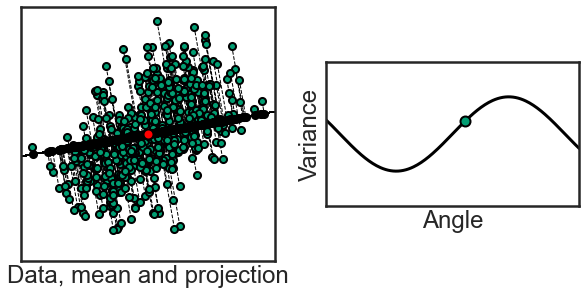 Data, mean and projection
Variance
Angle